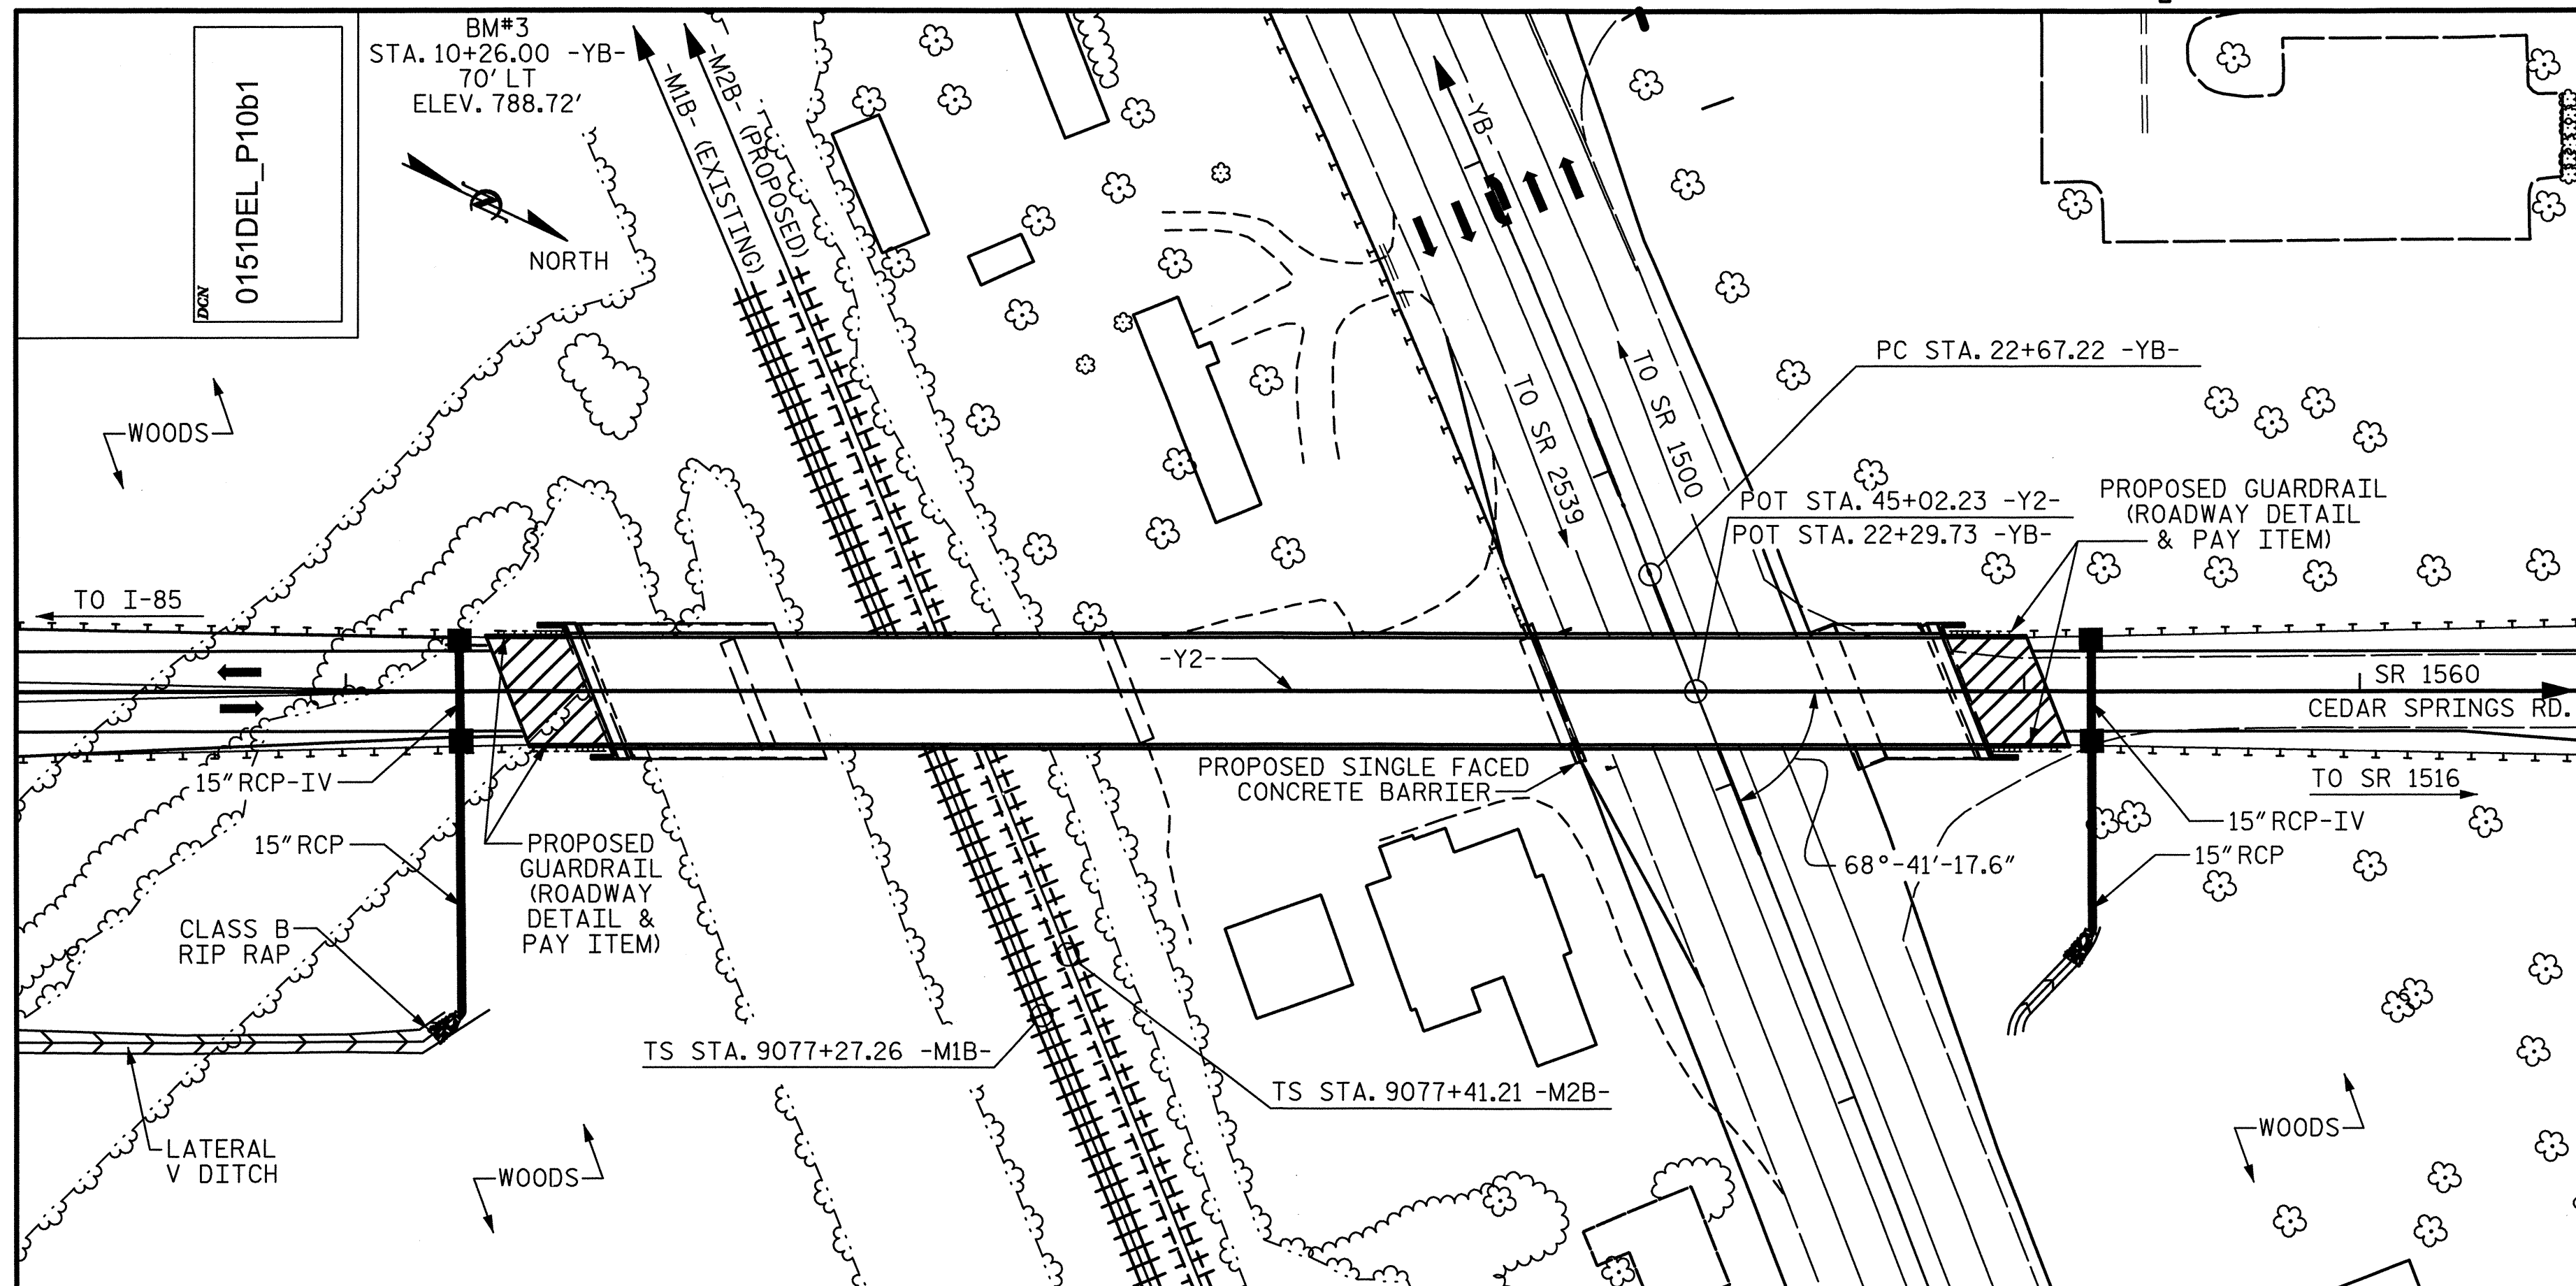 BM#3
STA. 10+26.00 -YB-
70' LT
ELEV. 788.72'
DGN
0151DEL_P10b1
NORTH
-M1B- (EXISTING)
-M2B- (PROPOSED)
-YB-
TO SR 2539
TO SR 1500
PC STA. 22+67.22 -YB-
POT STA. 45+02.23 -Y2-
POT STA. 22+29.73 -YB-
PROPOSED GUARDRAIL
(ROADWAY DETAIL
& PAY ITEM)
WOODS
TO I-85
-Y2-
SR 1560
CEDAR SPRINGS RD.
TO SR 1516
15"RCP-IV
15"RCP
PROPOSED
GUARDRAIL
(ROADWAY
DETAIL &
PAY ITEM)
PROPOSED SINGLE FACED
CONCRETE BARRIER
68°-41'-17.6"
15"RCP-IV
15"RCP
CLASS B
RIP RAP
LATERAL
V DITCH
TS STA. 9077+27.26 -M1B-
TS STA. 9077+41.21 -M2B-
WOODS
WOODS